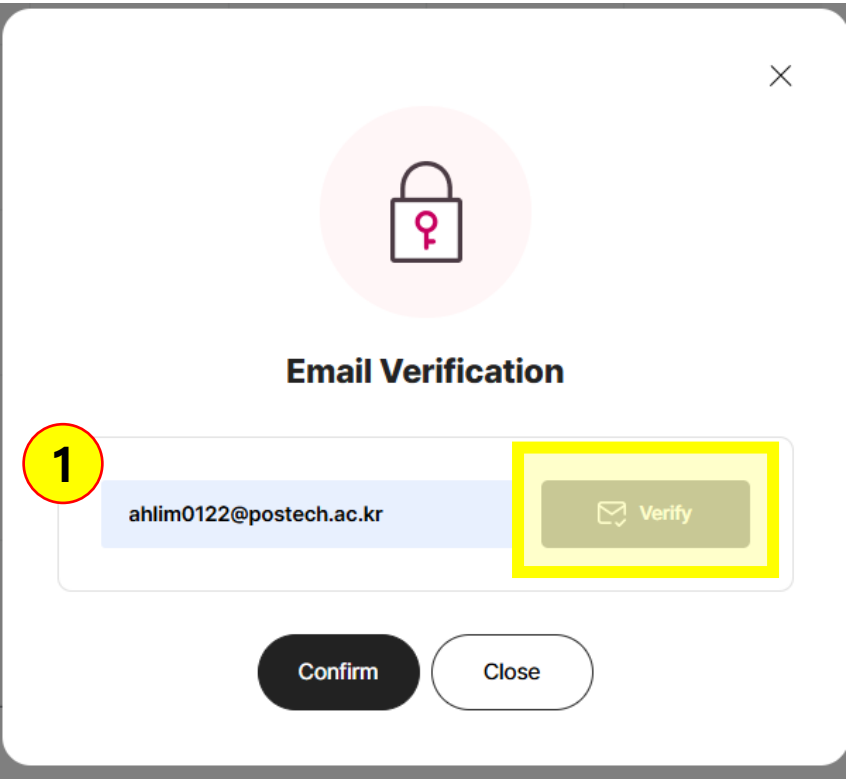 Email Verification
1
ahlim0122@postech.ac.kr
Verify
Confirm
Close